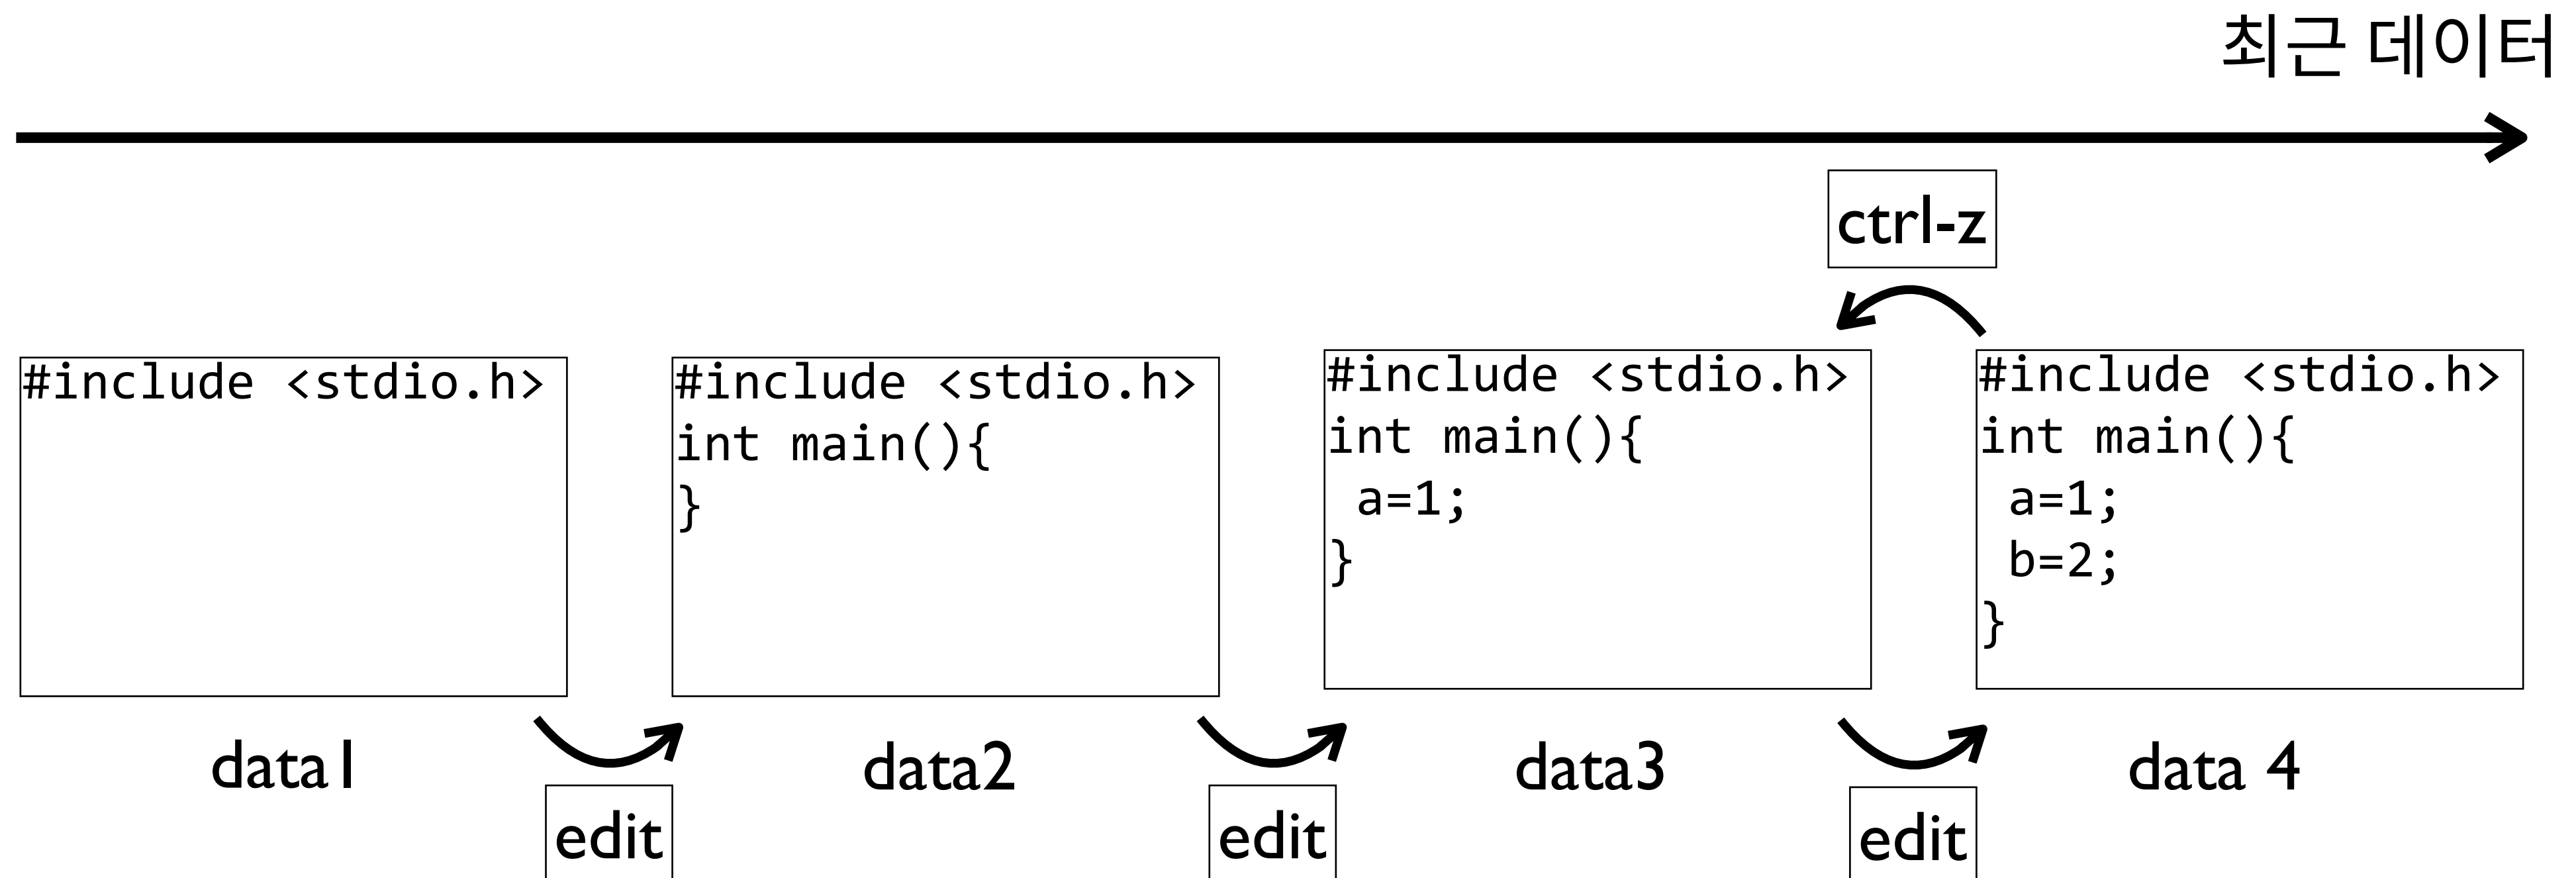 최근 데이터
ctrl-z
#include <stdio.h>
#include <stdio.h>
int main(){
}
#include <stdio.h>
int main(){
 a=1;
}
#include <stdio.h>
int main(){
 a=1;
 b=2;
}
data1
data2
data3
data 4
edit
edit
edit